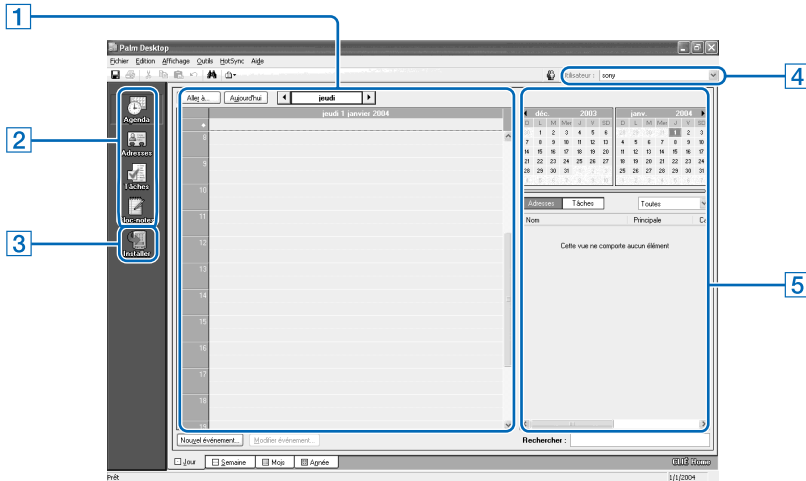 1
Palm Desktop
Fichier Edition Affichage Outils HotSync Aide
Utilisateur : sony
4
2
3
5
Agenda
Adresses
Tâches
Bloc-notes
Installer
Aller à... Aujourd'hui jeudi
jeudi 1 janvier 2004
8
9
10
11
12
13
14
15
16
17
18
19
déc. 2003 janv. 2004
D L M Mer J V SD D L M Mer J V SD
1 2 3 4 5 6 1 2 3
7 8 9 10 11 12 13 4 5 6 7 8 9 10
14 15 16 17 18 19 20 11 12 13 14 15 16 17
21 22 23 24 25 26 27 18 19 20 21 22 23 24
28 29 30 31 25 26 27 28 29 30 31
Adresses Tâches Toutes
Nom Principale
Cette vue ne comporte aucun élément
Nouvel événement... Modifier événement...
Rechercher :
Jour Semaine Mois Année
CLIÉ Home
Prêt 1/1/2004